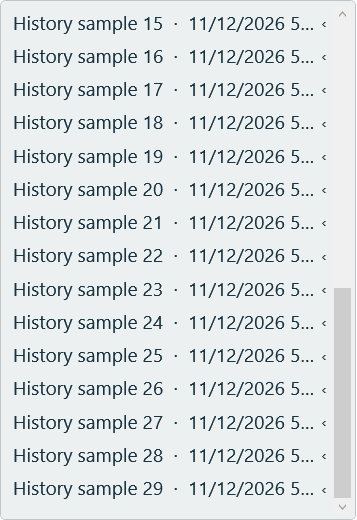 History sample 15 · 11/12/2026 5... ‹
History sample 16 · 11/12/2026 5... ‹
History sample 17 · 11/12/2026 5... ‹
History sample 18 · 11/12/2026 5... ‹
History sample 19 · 11/12/2026 5... ‹
History sample 20 · 11/12/2026 5... ‹
History sample 21 · 11/12/2026 5... ‹
History sample 22 · 11/12/2026 5... ‹
History sample 23 · 11/12/2026 5... ‹
History sample 24 · 11/12/2026 5... ‹
History sample 25 · 11/12/2026 5... ‹
History sample 26 · 11/12/2026 5... ‹
History sample 27 · 11/12/2026 5... ‹
History sample 28 · 11/12/2026 5... ‹
History sample 29 · 11/12/2026 5... ‹